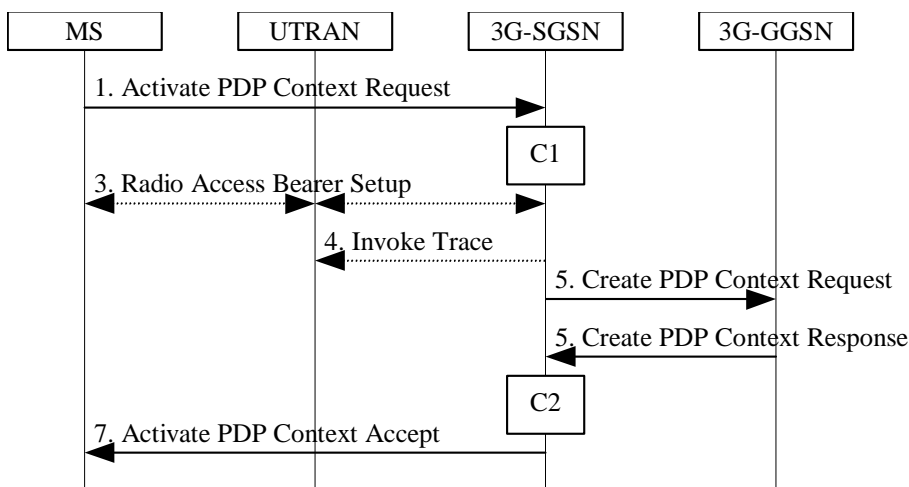 MS
UTRAN
3G-SGSN
3G-GGSN
1. Activate PDP Context Request
C1
3. Radio Access Bearer Setup
4. Invoke Trace
5. Create PDP Context Request
5. Create PDP Context Response
C2
7. Activate PDP Context Accept